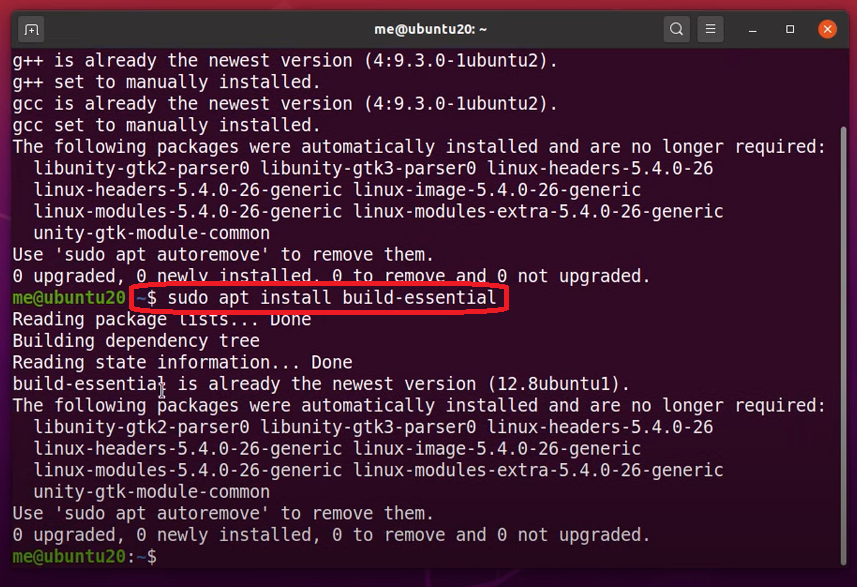 me@ubuntu20: ~
g++ is already the newest version (4:9.3.0-1ubuntu2).
g++ set to manually installed.
gcc is already the newest version (4:9.3.0-1ubuntu2).
gcc set to manually installed.
The following packages were automatically installed and are no longer required:
libunity-gtk2-parser0 libunity-gtk3-parser0 linux-headers-5.4.0-26
linux-headers-5.4.0-26-generic linux-image-5.4.0-26-generic
linux-modules-5.4.0-26-generic linux-modules-extra-5.4.0-26-generic
unity-gtk-module-common
Use 'sudo apt autoremove' to remove them.
0 upgraded, 0 newly installed, 0 to remove and 0 not upgraded.
me@ubuntu20:~$ sudo apt install build-essential
Reading package lists... Done
Building dependency tree
Reading state information... Done
build-essential is already the newest version (12.8ubuntu1).
The following packages were automatically installed and are no longer required:
libunity-gtk2-parser0 libunity-gtk3-parser0 linux-headers-5.4.0-26
linux-headers-5.4.0-26-generic linux-image-5.4.0-26-generic
linux-modules-5.4.0-26-generic linux-modules-extra-5.4.0-26-generic
unity-gtk-module-common
Use 'sudo apt autoremove' to remove them.
0 upgraded, 0 newly installed, 0 to remove and 0 not upgraded.
me@ubuntu20:~$